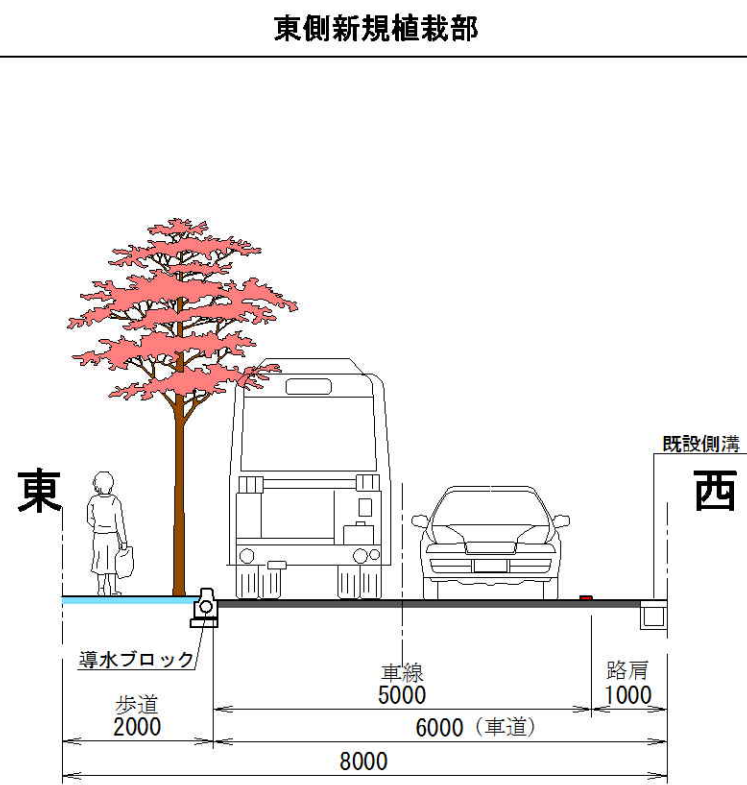 東側新規植栽部
既設側溝
東
西
導水ブロック
車線
5000
路肩
1000
歩道
2000
6000（車道）
8000